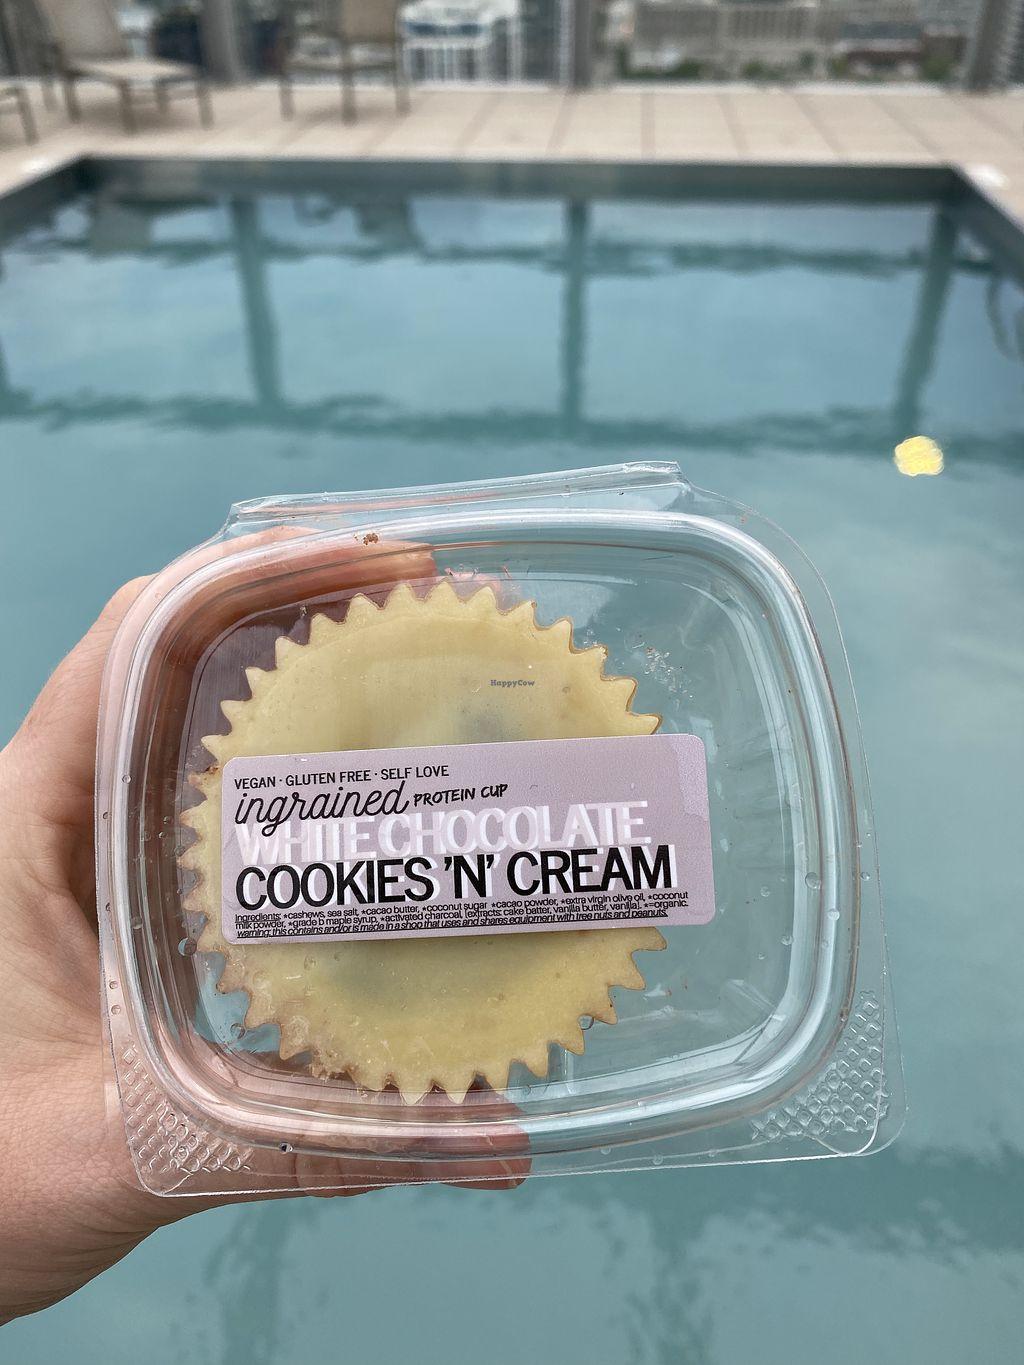 HappyCow
VEGAN · GLUTEN FREE · SELF LOVE
ingrained PROTEIN CUP
WHITE CHOCOLATE
COOKIES 'N' CREAM
Ingredients: *cashews, sea salt, *cacao butter, *coconut sugar *cacao powder, *extra virgin olive oil, *coconut
milk powder, *grade b maple syrup, *activated charcoal, [extracts: cake batter, vanilla butter, vanilla]. *=organic.
warning: this contains and/or is made in a shop that uses and shares equipment with tree nuts and peanuts.